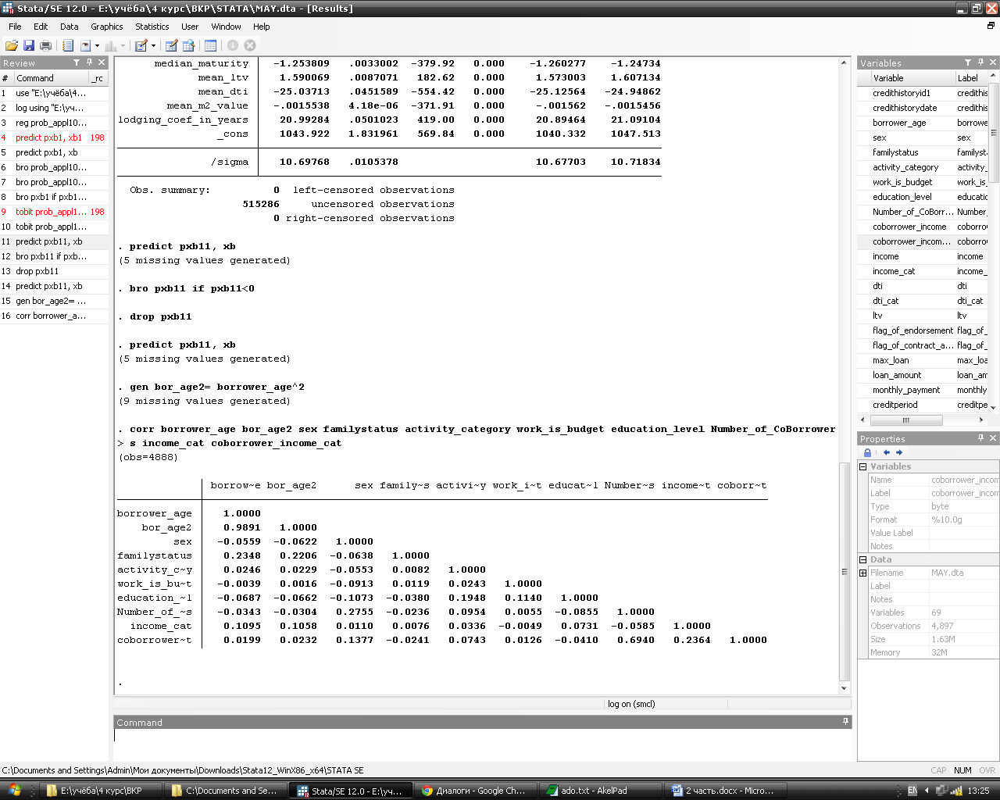 Stata/SE 12.0 - E:\учёба\4 курс\ВКР\STATA\MAY.dta - [Results]
File Edit Data Graphics Statistics User Window Help
Review
# Command _rc
1 use "E:\учёба\4...
2 log using "E:\уч...
3 reg prob_appl10...
4 predict pxb1, xb1 198
5 predict pxb1, xb
6 bro prob_appl10...
7 bro prob_appl10...
8 bro pxb1 if pxb1...
9 tobit prob_appl1... 198
10 tobit prob_appl1...
11 predict pxb11, xb
12 bro pxb11 if pxb...
13 drop pxb11
14 predict pxb11, xb
15 gen bor_age2= ...
16 corr borrower_a...
median_maturity -1.253809 .0033002 -379.92 0.000 -1.260277 -1.24734
mean_ltv 1.590069 .0087071 182.62 0.000 1.573003 1.607134
mean_dti -25.03713 .0451589 -554.42 0.000 -25.12564 -24.94862
mean_m2_value -.0015538 4.18e-06 -371.91 0.000 -.001562 -.0015456
lodging_coef_in_years 20.99284 .0501023 419.00 0.000 20.89464 21.09104
_cons 1043.922 1.831961 569.84 0.000 1040.332 1047.513
/sigma 10.69768 .0105378 10.67703 10.71834
Obs. summary: 0 left-censored observations
515286 uncensored observations
0 right-censored observations
. predict pxb11, xb
(5 missing values generated)
. bro pxb11 if pxb11<0
. drop pxb11
. predict pxb11, xb
(5 missing values generated)
. gen bor_age2= borrower_age^2
(9 missing values generated)
. corr borrower_age bor_age2 sex familystatus activity_category work_is_budget education_level Number_of_CoBorrower
> s income_cat coborrower_income_cat
(obs=4888)
borrow~e bor_age2 sex family~s activi~y work_i~t educat~l Number~s income~t coborr~t
borrower_age 1.0000
bor_age2 0.9891 1.0000
sex -0.0559 -0.0622 1.0000
familystatus 0.2348 0.2206 -0.0638 1.0000
activity_c~y 0.0246 0.0229 -0.0553 0.0082 1.0000
work_is_bu~t -0.0039 0.0016 -0.0913 0.0119 0.0243 1.0000
education_~l -0.0687 -0.0662 -0.1073 -0.0380 0.1948 0.1140 1.0000
Number_of_~s -0.0343 -0.0304 0.2755 -0.0236 0.0954 0.0055 -0.0855 1.0000
income_cat 0.1095 0.1058 0.0110 0.0076 0.0336 -0.0049 0.0731 -0.0585 1.0000
coborrower~t 0.0199 0.0232 0.1377 -0.0241 0.0743 0.0126 -0.0410 0.6940 0.2364 1.0000
.
log on (smcl)
Command
Variables
Variable Label
credithistoryid1 credithis
credithistorydate credithis
borrower_age borrowe
sex sex
familystatus familyst
activity_category activity_
work_is_budget work_is_
education_level educatio
Number_of_CoBorr... Number_
coborrower_income coborro
coborrower_incom... coborro
income income
income_cat income_
dti dti
dti_cat dti_cat
ltv ltv
flag_of_endorsement flag_of_
flag_of_contract_a... flag_of_
max_loan max_loa
loan_amount loan_am
monthly_payment monthly
creditperiod creditpe
Properties
Variables
Name coborrower_incom
Label coborrower_incom
Type byte
Format %10.0g
Value Label
Notes
Data
Filename MAY.dta
Label
Notes
Variables 69
Observations 4,897
Size 1.63M
Memory 32M
C:\Documents and Settings\Admin\Мои документы\Downloads\Stata12_WinX86_x64\STATA SE CAP NUM OVR
E:\учёба\4 курс\ВКР C:\Documents and Se... Stata/SE 12.0 - E:\уч... Диалоги - Google Ch... ado.txt - AkelPad 2 часть.docx - Micro... EN 13:25